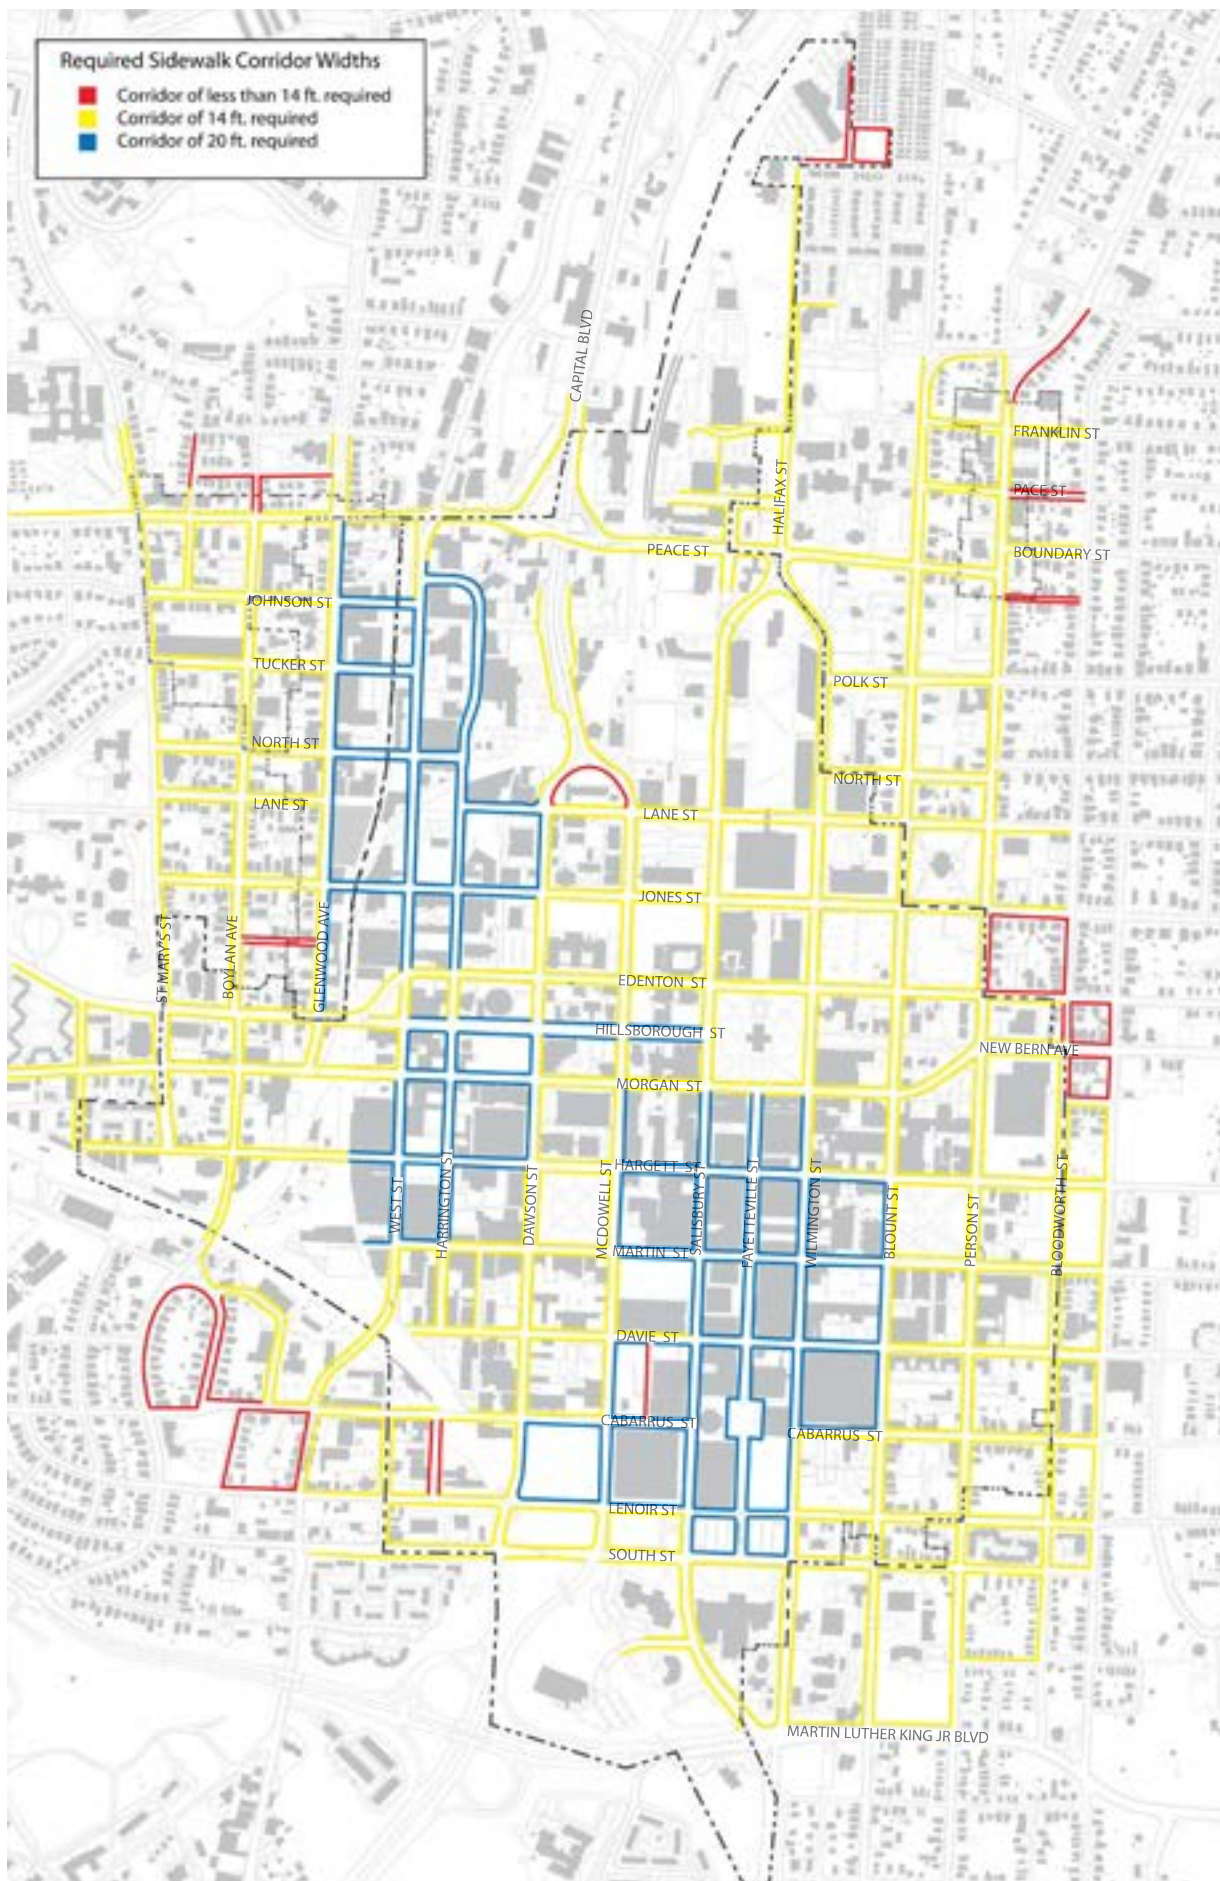 Required Sidewalk Corridor Widths
Corridor of less than 14 ft. required
Corridor of 14 ft. required
Corridor of 20 ft. required
CAPITAL BLVD
FRANKLIN ST
HALIFAX ST
PACE ST
PEACE ST
BOUNDARY ST
JOHNSON ST
TUCKER ST
POLK ST
NORTH ST
NORTH ST
LANE ST
LANE ST
JONES ST
ST MARY'S ST
BOYLAN AVE
GLENWOOD AVE
EDENTON ST
HILLSBOROUGH ST
NEW BERN AVE
MORGAN ST
HARGETT ST
WEST ST
HARRINGTON ST
DAWSON ST
MCDOWELL ST
SALISBURY ST
FAYETTEVILLE ST
WILMINGTON ST
BLOUNT ST
PERSON ST
BLOODWORTH ST
MARTIN ST
DAVIE ST
CABARRUS ST
CABARRUS ST
LENOIR ST
SOUTH ST
MARTIN LUTHER KING JR BLVD